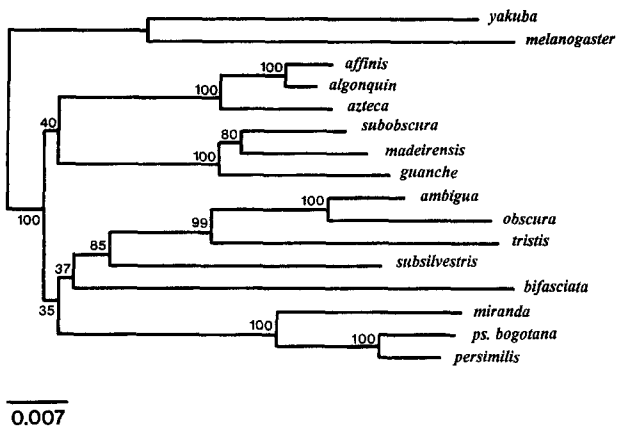 yakuba
melanogaster
100 affinis
algonquin
100
azteca
40
80 subobscura
madeirensis
100
guanche
100 ambigua
obscura
99
tristis
100
85
subsilvestris
37
bifasciata
35
miranda
100
100 ps. bogotana
persimilis
0.007